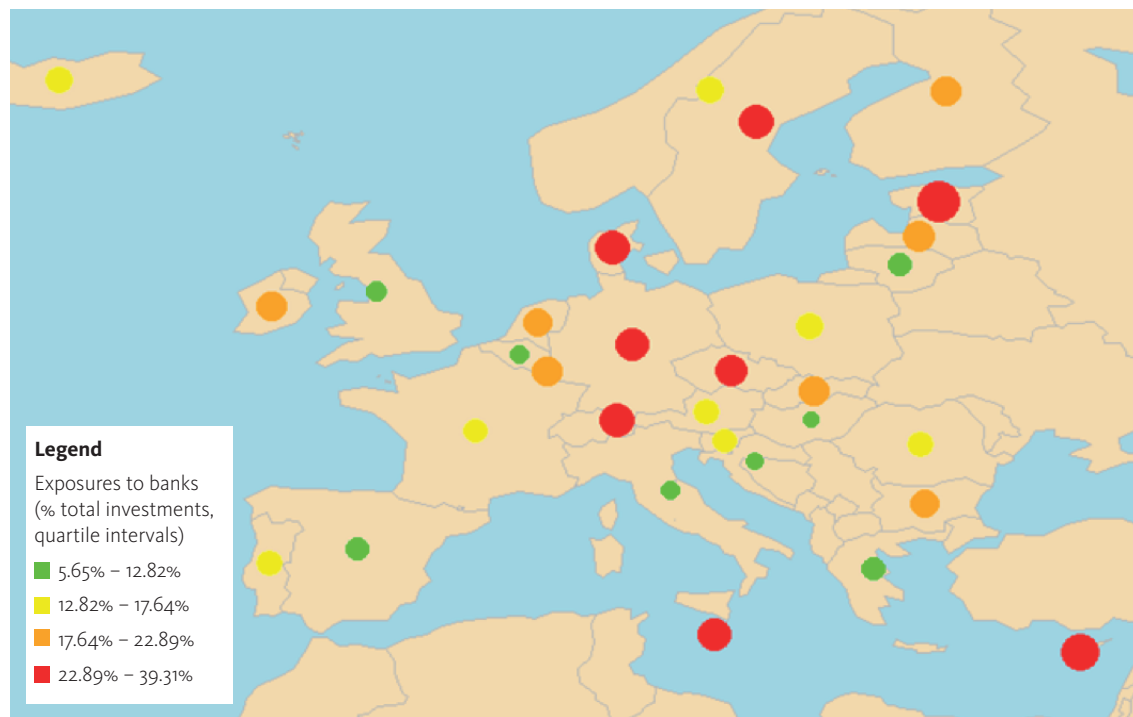 Legend
Exposures to banks
(% total investments,
quartile intervals)
5.65% – 12.82%
12.82% – 17.64%
17.64% – 22.89%
22.89% – 39.31%